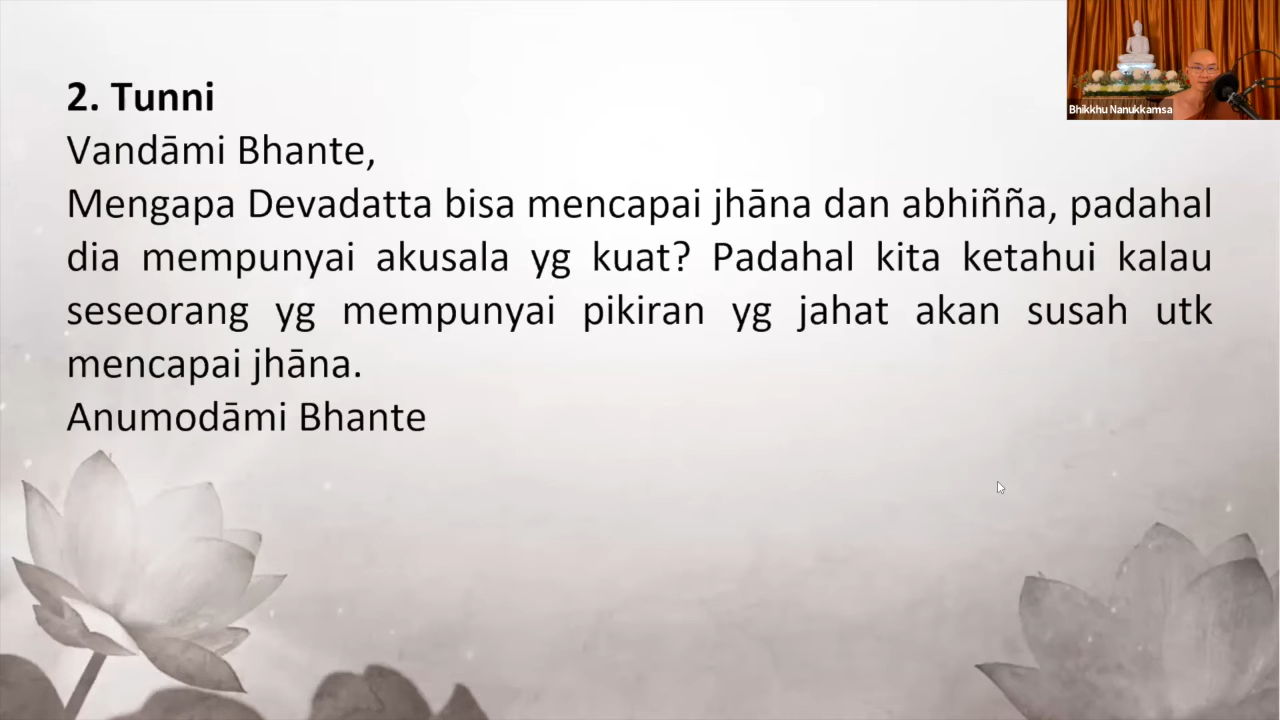 2. Tunni
Vandāmi Bhante,
Mengapa Devadatta bisa mencapai jhāna dan abhiñña, padahal
dia mempunyai akusala yg kuat? Padahal kita ketahui kalau
seseorang yg mempunyai pikiran yg jahat akan susah utk
mencapai jhāna.
Anumodāmi Bhante
Bhikkhu Nanukkamsa